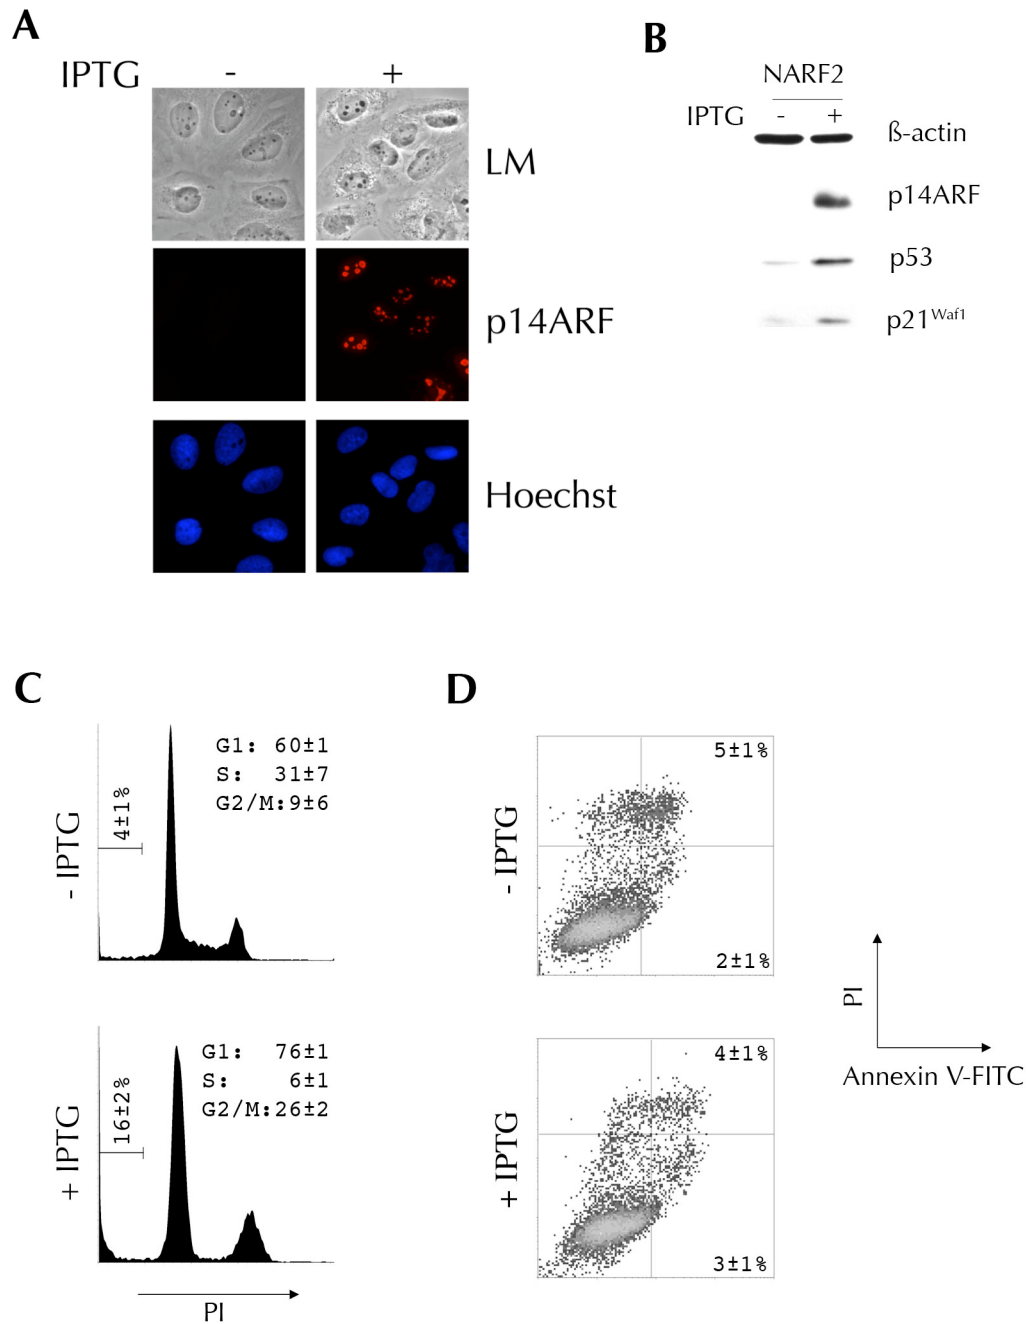 A
IPTG - +
LM
p14ARF
Hoechst
B
NARF2
IPTG - +
ß-actin
p14ARF
p53
p21Waf1
C
- IPTG
4±1%
G1: 60±1
S: 31±7
G2/M:9±6
+ IPTG
16±2%
G1: 76±1
S: 6±1
G2/M:26±2
PI
D
- IPTG
5±1%
2±1%
+ IPTG
4±1%
3±1%
PI
Annexin V-FITC